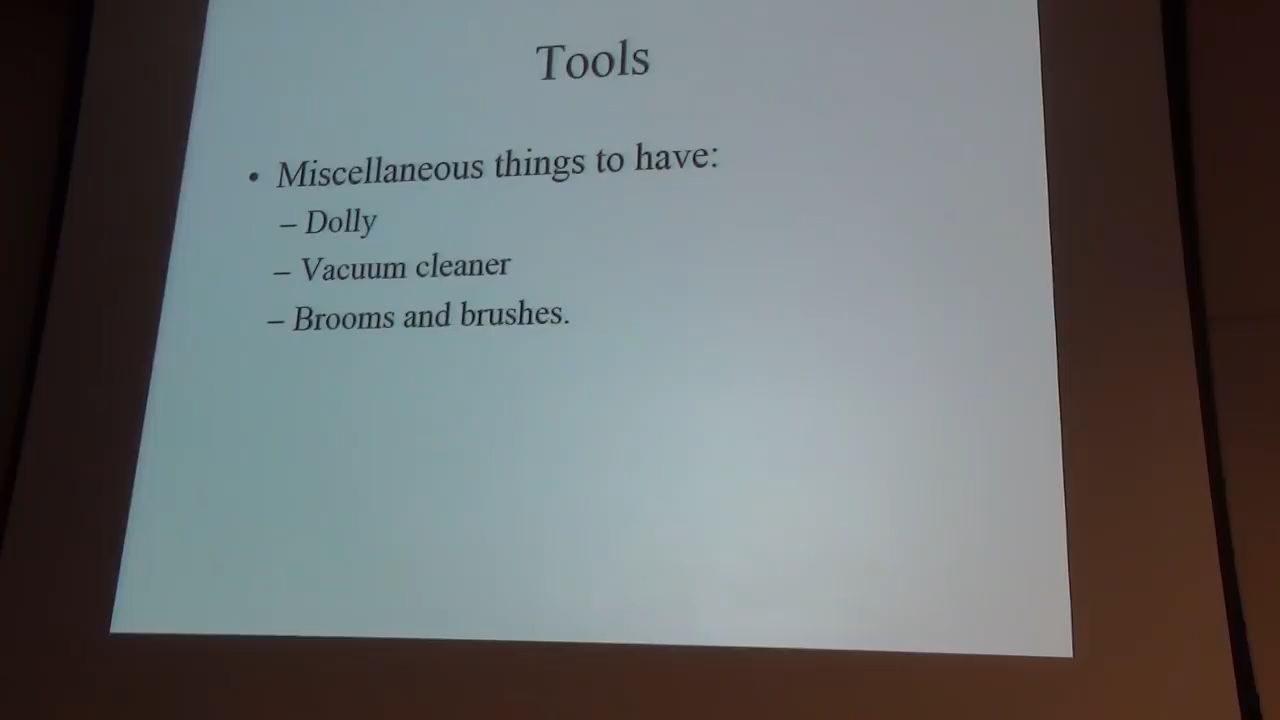 Tools
• Miscellaneous things to have:
– Dolly
– Vacuum cleaner
– Brooms and brushes.